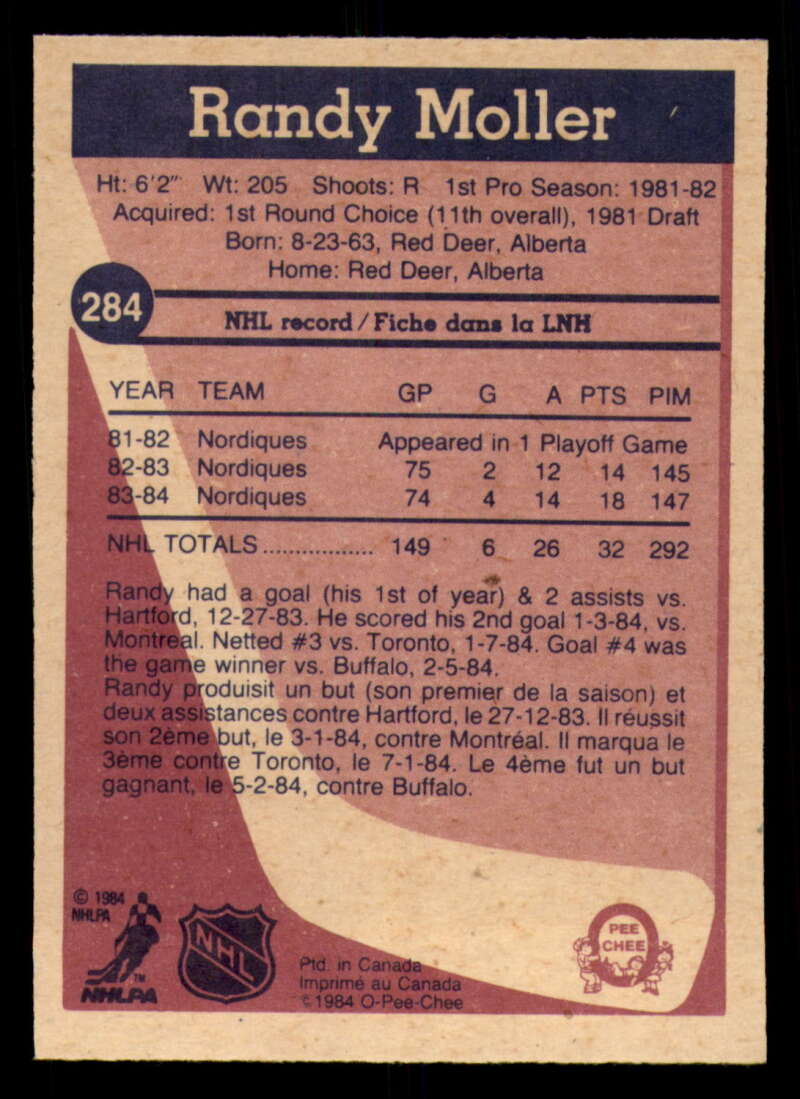 Randy Moller
Ht: 6'2" Wt: 205 Shoots: R 1st Pro Season: 1981-82
Acquired: 1st Round Choice (11th overall), 1981 Draft
Born: 8-23-63, Red Deer, Alberta
Home: Red Deer, Alberta
284
NHL record / Fiche dans la LNH
YEAR TEAM GP G A PTS PIM
81-82 Nordiques Appeared in 1 Playoff Game
82-83 Nordiques 75 2 12 14 145
83-84 Nordiques 74 4 14 18 147
NHL TOTALS ................. 149 6 26 32 292
Randy had a goal (his 1st of year) & 2 assists vs.
Hartford, 12-27-83. He scored his 2nd goal 1-3-84, vs.
Montreal. Netted #3 vs. Toronto, 1-7-84. Goal #4 was
the game winner vs. Buffalo, 2-5-84.
Randy produisit un but (son premier de la saison) et
deux assistances contre Hartford, le 27-12-83. Il réussit
son 2ème but, le 3-1-84, contre Montréal. Il marqua le
3ème contre Toronto, le 7-1-84. Le 4ème fut un but
gagnant, le 5-2-84, contre Buffalo.
© 1984
NHLPA
TM
NHLPA
NHL
Ptd. in Canada
Imprimé au Canada
© 1984 O-Pee-Chee
PEE
CHEE